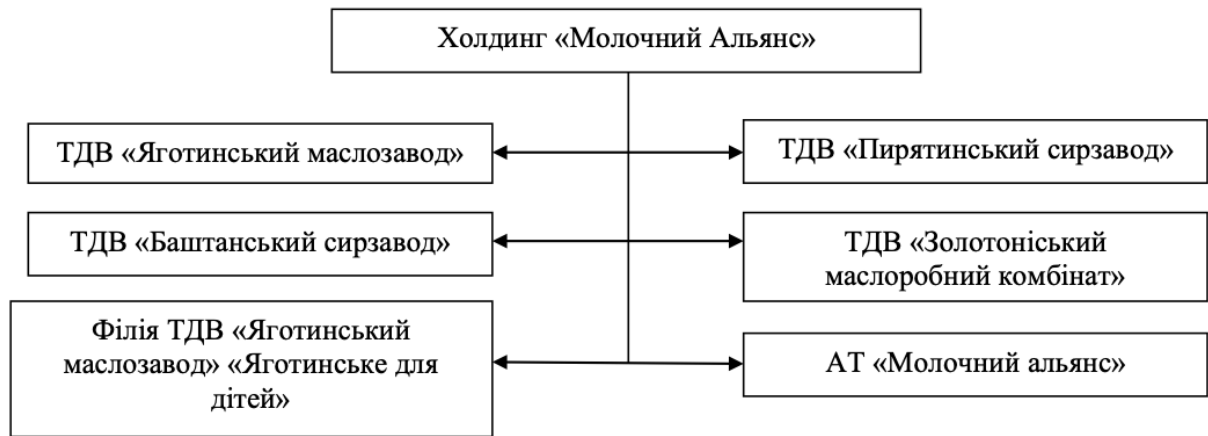 Холдинг «Молочний Альянс»
ТДВ «Яготинський маслозавод»
ТДВ «Пирятинський сирзавод»
ТДВ «Баштанський сирзавод»
ТДВ «Золотоніський
маслоробний комбінат»
Філія ТДВ «Яготинський
маслозавод» «Яготинське для
дітей»
АТ «Молочний альянс»